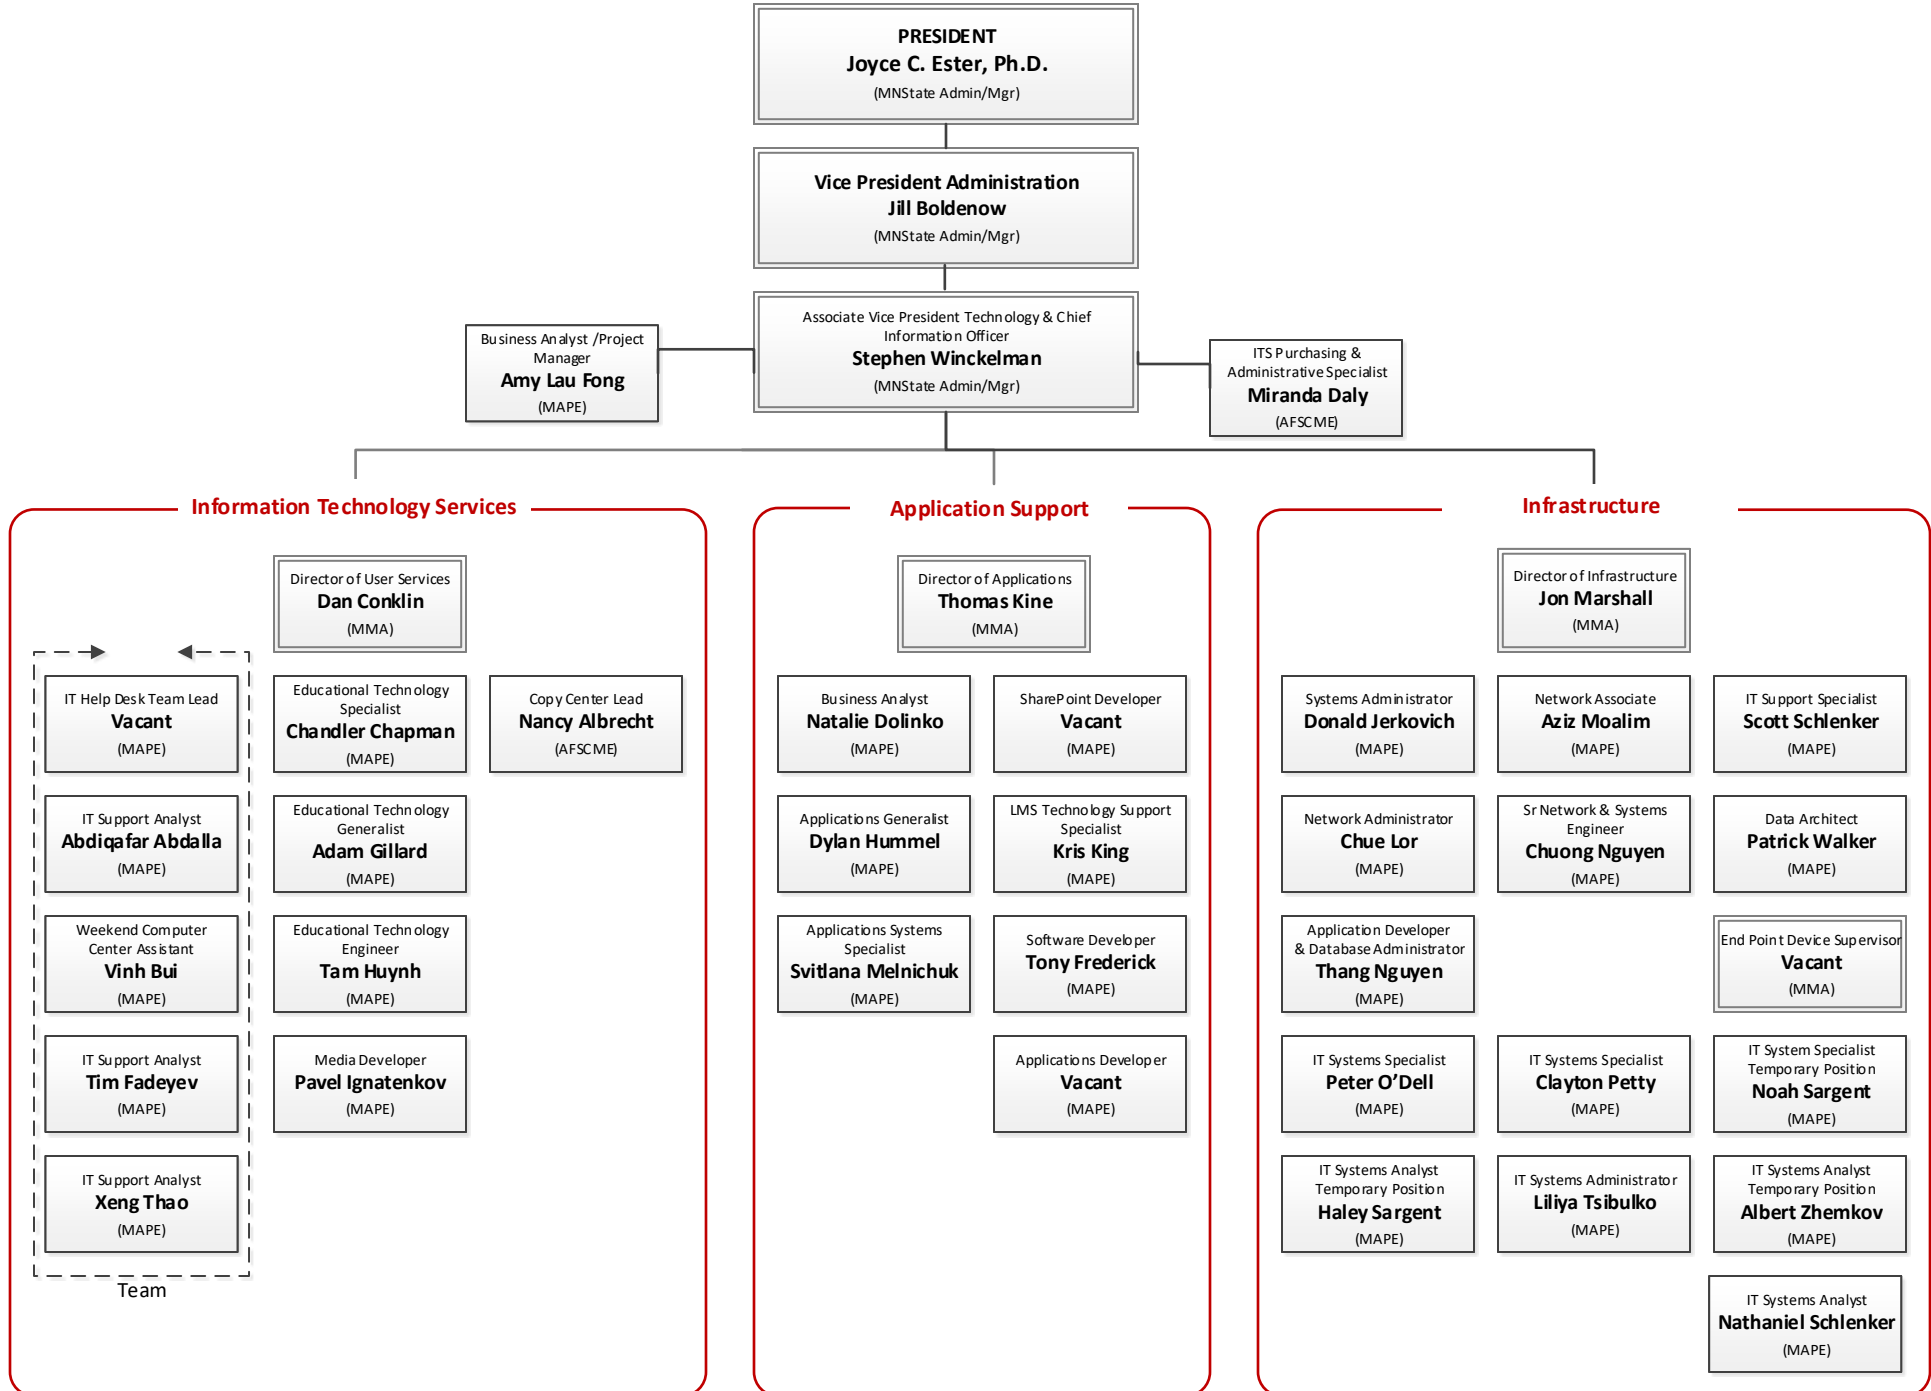 PRESIDENT
Joyce C. Ester, Ph.D.
(MNState Admin/Mgr)
Vice President Administration
Jill Boldenow
(MNState Admin/Mgr)
Associate Vice President Technology & Chief
Information Officer
Stephen Winckelman
(MNState Admin/Mgr)
Business Analyst /Project
Manager
Amy Lau Fong
(MAPE)
ITS Purchasing &
Administrative Specialist
Miranda Daly
(AFSCME)
Information Technology Services
Director of User Services
Dan Conklin
(MMA)
IT Help Desk Team Lead
Vacant
(MAPE)
IT Support Analyst
Abdiqafar Abdalla
(MAPE)
Weekend Computer
Center Assistant
Vinh Bui
(MAPE)
IT Support Analyst
Tim Fadeyev
(MAPE)
IT Support Analyst
Xeng Thao
(MAPE)
Team
Educational Technology
Specialist
Chandler Chapman
(MAPE)
Educational Technology
Generalist
Adam Gillard
(MAPE)
Educational Technology
Engineer
Tam Huynh
(MAPE)
Media Developer
Pavel Ignatenkov
(MAPE)
Copy Center Lead
Nancy Albrecht
(AFSCME)
Application Support
Director of Applications
Thomas Kine
(MMA)
Business Analyst
Natalie Dolinko
(MAPE)
Applications Generalist
Dylan Hummel
(MAPE)
Applications Systems
Specialist
Svitlana Melnichuk
(MAPE)
SharePoint Developer
Vacant
(MAPE)
LMS Technology Support
Specialist
Kris King
(MAPE)
Software Developer
Tony Frederick
(MAPE)
Applications Developer
Vacant
(MAPE)
Infrastructure
Director of Infrastructure
Jon Marshall
(MMA)
Systems Administrator
Donald Jerkovich
(MAPE)
Network Associate
Aziz Moalim
(MAPE)
IT Support Specialist
Scott Schlenker
(MAPE)
Network Administrator
Chue Lor
(MAPE)
Sr Network & Systems
Engineer
Chuong Nguyen
(MAPE)
Data Architect
Patrick Walker
(MAPE)
Application Developer
& Database Administrator
Thang Nguyen
(MAPE)
End Point Device Supervisor
Vacant
(MMA)
IT Systems Specialist
Peter O’Dell
(MAPE)
IT Systems Specialist
Clayton Petty
(MAPE)
IT System Specialist
Temporary Position
Noah Sargent
(MAPE)
IT Systems Analyst
Temporary Position
Haley Sargent
(MAPE)
IT Systems Administrator
Liliya Tsibulko
(MAPE)
IT Systems Analyst
Temporary Position
Albert Zhemkov
(MAPE)
IT Systems Analyst
Nathaniel Schlenker
(MAPE)